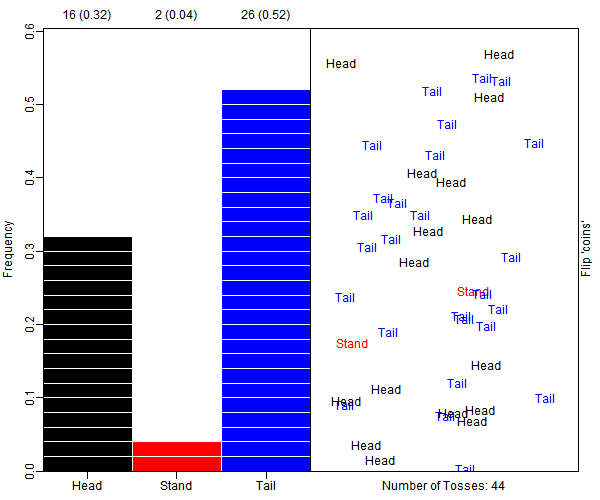 16 (0.32) 2 (0.04) 26 (0.52)
0.6
0.5
0.4
0.3
0.2
0.1
0.0
Frequency
Head Stand Tail
Head
Head
Tail
Tail
Tail
Head
Tail
Tail
Tail
Tail
Head
Head
Tail
Tail
Tail
Tail
Head
Head
Tail
Tail
Tail
Head
Stand
Tail
Tail
Tail
Tail
Tail
Tail
Tail
Stand
Head
Tail
Head
Tail
Head
Tail
Head
Head
Tail
Head
Head
Head
Tail
Flip 'coins'
Number of Tosses: 44